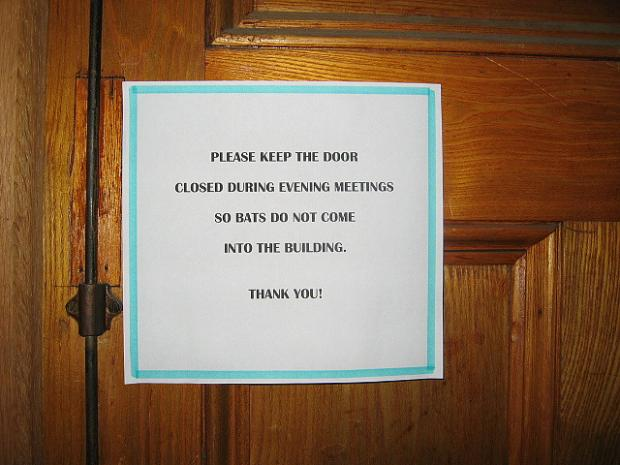 PLEASE KEEP THE DOOR
CLOSED DURING EVENING MEETINGS
SO BATS DO NOT COME
INTO THE BUILDING.
THANK YOU!